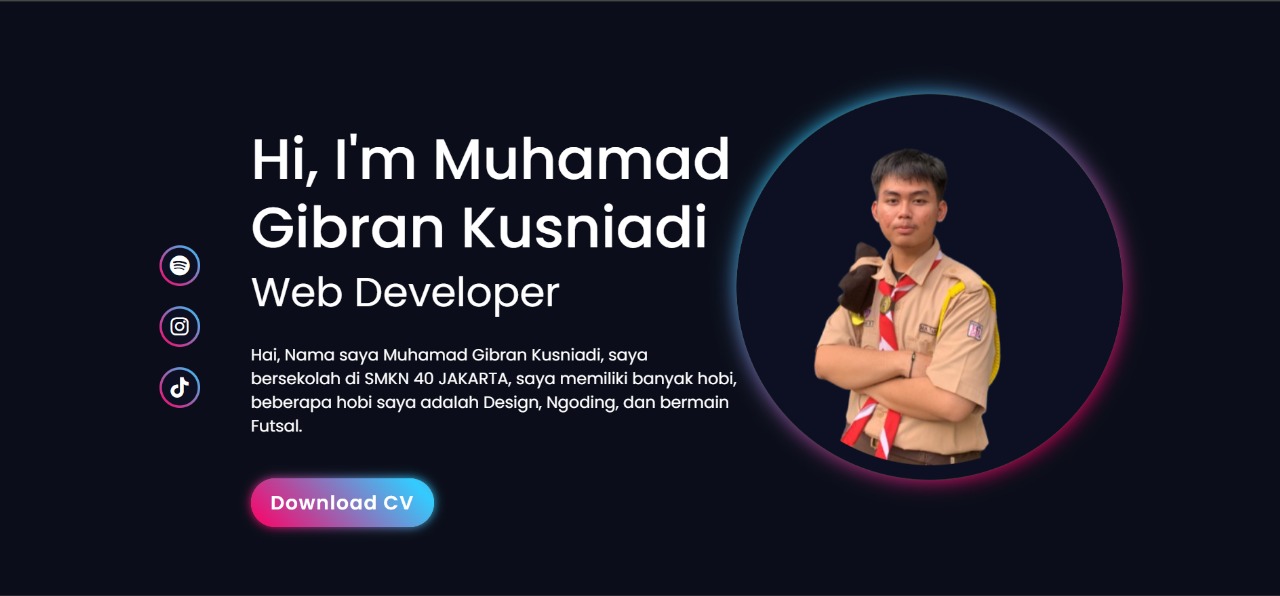 Hi, I'm Muhamad
Gibran Kusniadi
Web Developer
Hai, Nama saya Muhamad Gibran Kusniadi, saya
bersekolah di SMKN 40 JAKARTA, saya memiliki banyak hobi,
beberapa hobi saya adalah Design, Ngoding, dan bermain
Futsal.
Download CV